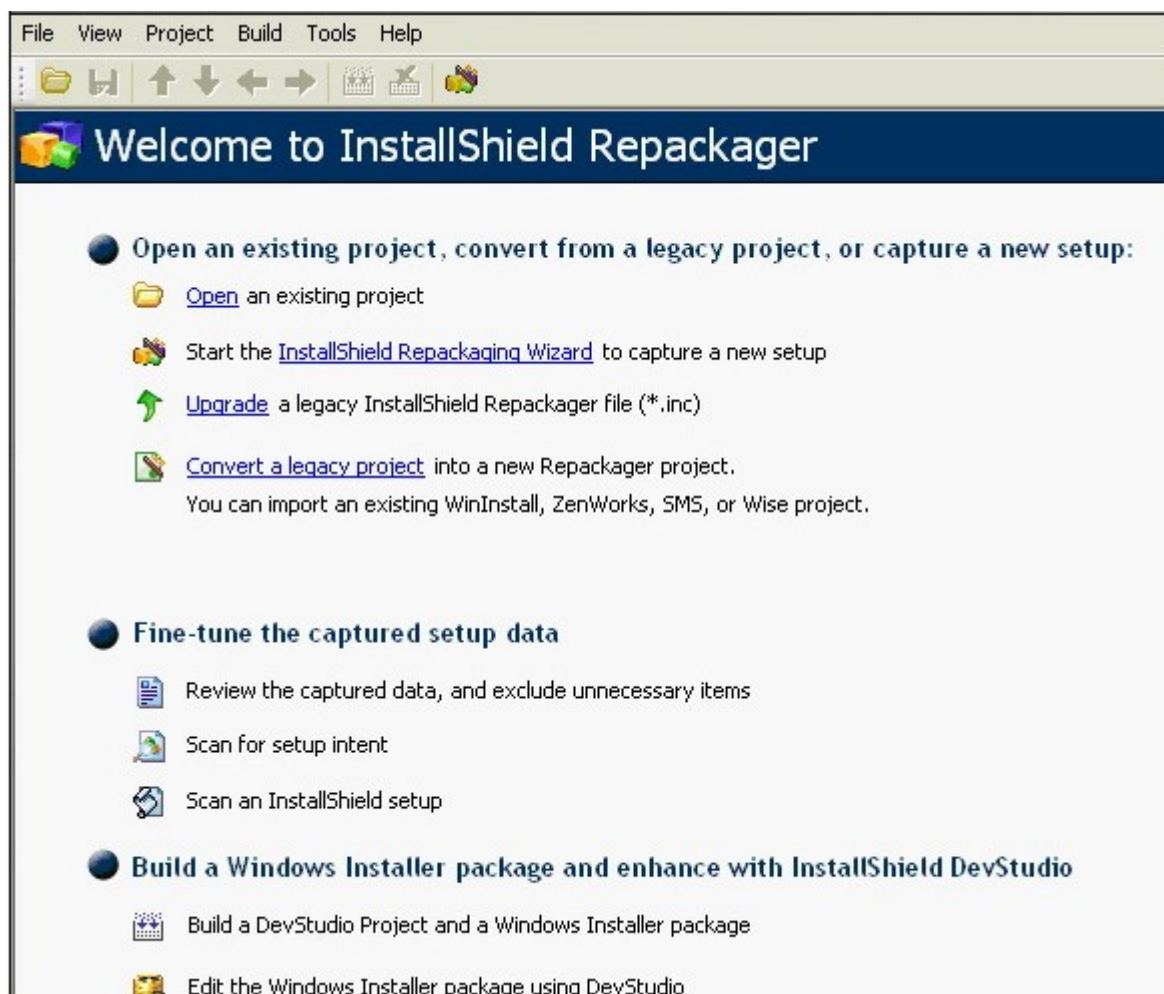 File View Project Build Tools Help
Welcome to InstallShield Repackager
Open an existing project, convert from a legacy project, or capture a new setup:
Open an existing project
Start the InstallShield Repackaging Wizard to capture a new setup
Upgrade a legacy InstallShield Repackager file (*.inc)
Convert a legacy project into a new Repackager project.
You can import an existing WinInstall, ZenWorks, SMS, or Wise project.
Fine-tune the captured setup data
Review the captured data, and exclude unnecessary items
Scan for setup intent
Scan an InstallShield setup
Build a Windows Installer package and enhance with InstallShield DevStudio
Build a DevStudio Project and a Windows Installer package
Edit the Windows Installer package using DevStudio